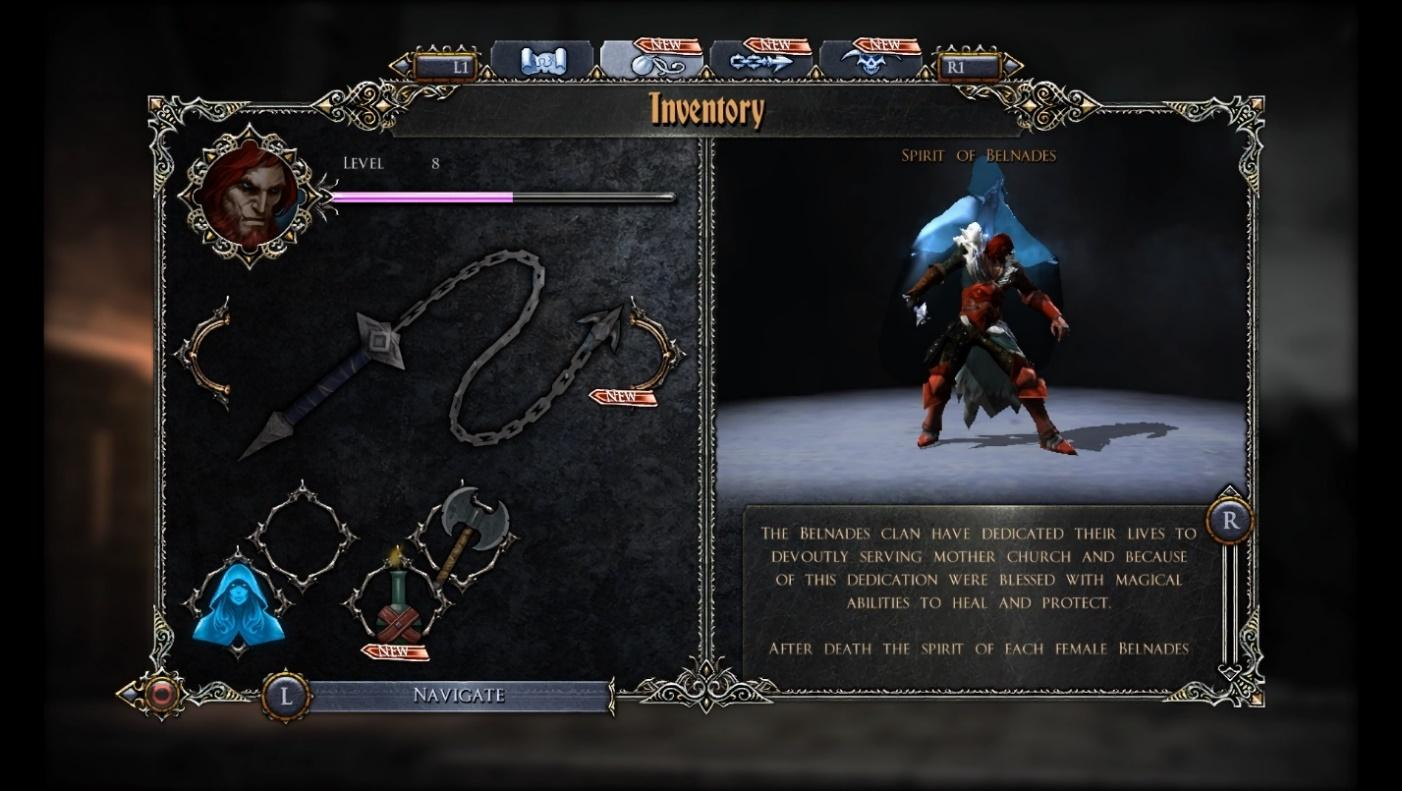 NEW
NEW
NEW
L1
R1
Inventory
LEVEL 8
SPIRIT OF BELNADES
NEW
THE BELNADES CLAN HAVE DEDICATED THEIR LIVES TO
DEVOUTLY SERVING MOTHER CHURCH AND BECAUSE
OF THIS DEDICATION WERE BLESSED WITH MAGICAL
ABILITIES TO HEAL AND PROTECT.
AFTER DEATH THE SPIRIT OF EACH FEMALE BELNADES
R
NEW
L
NAVIGATE